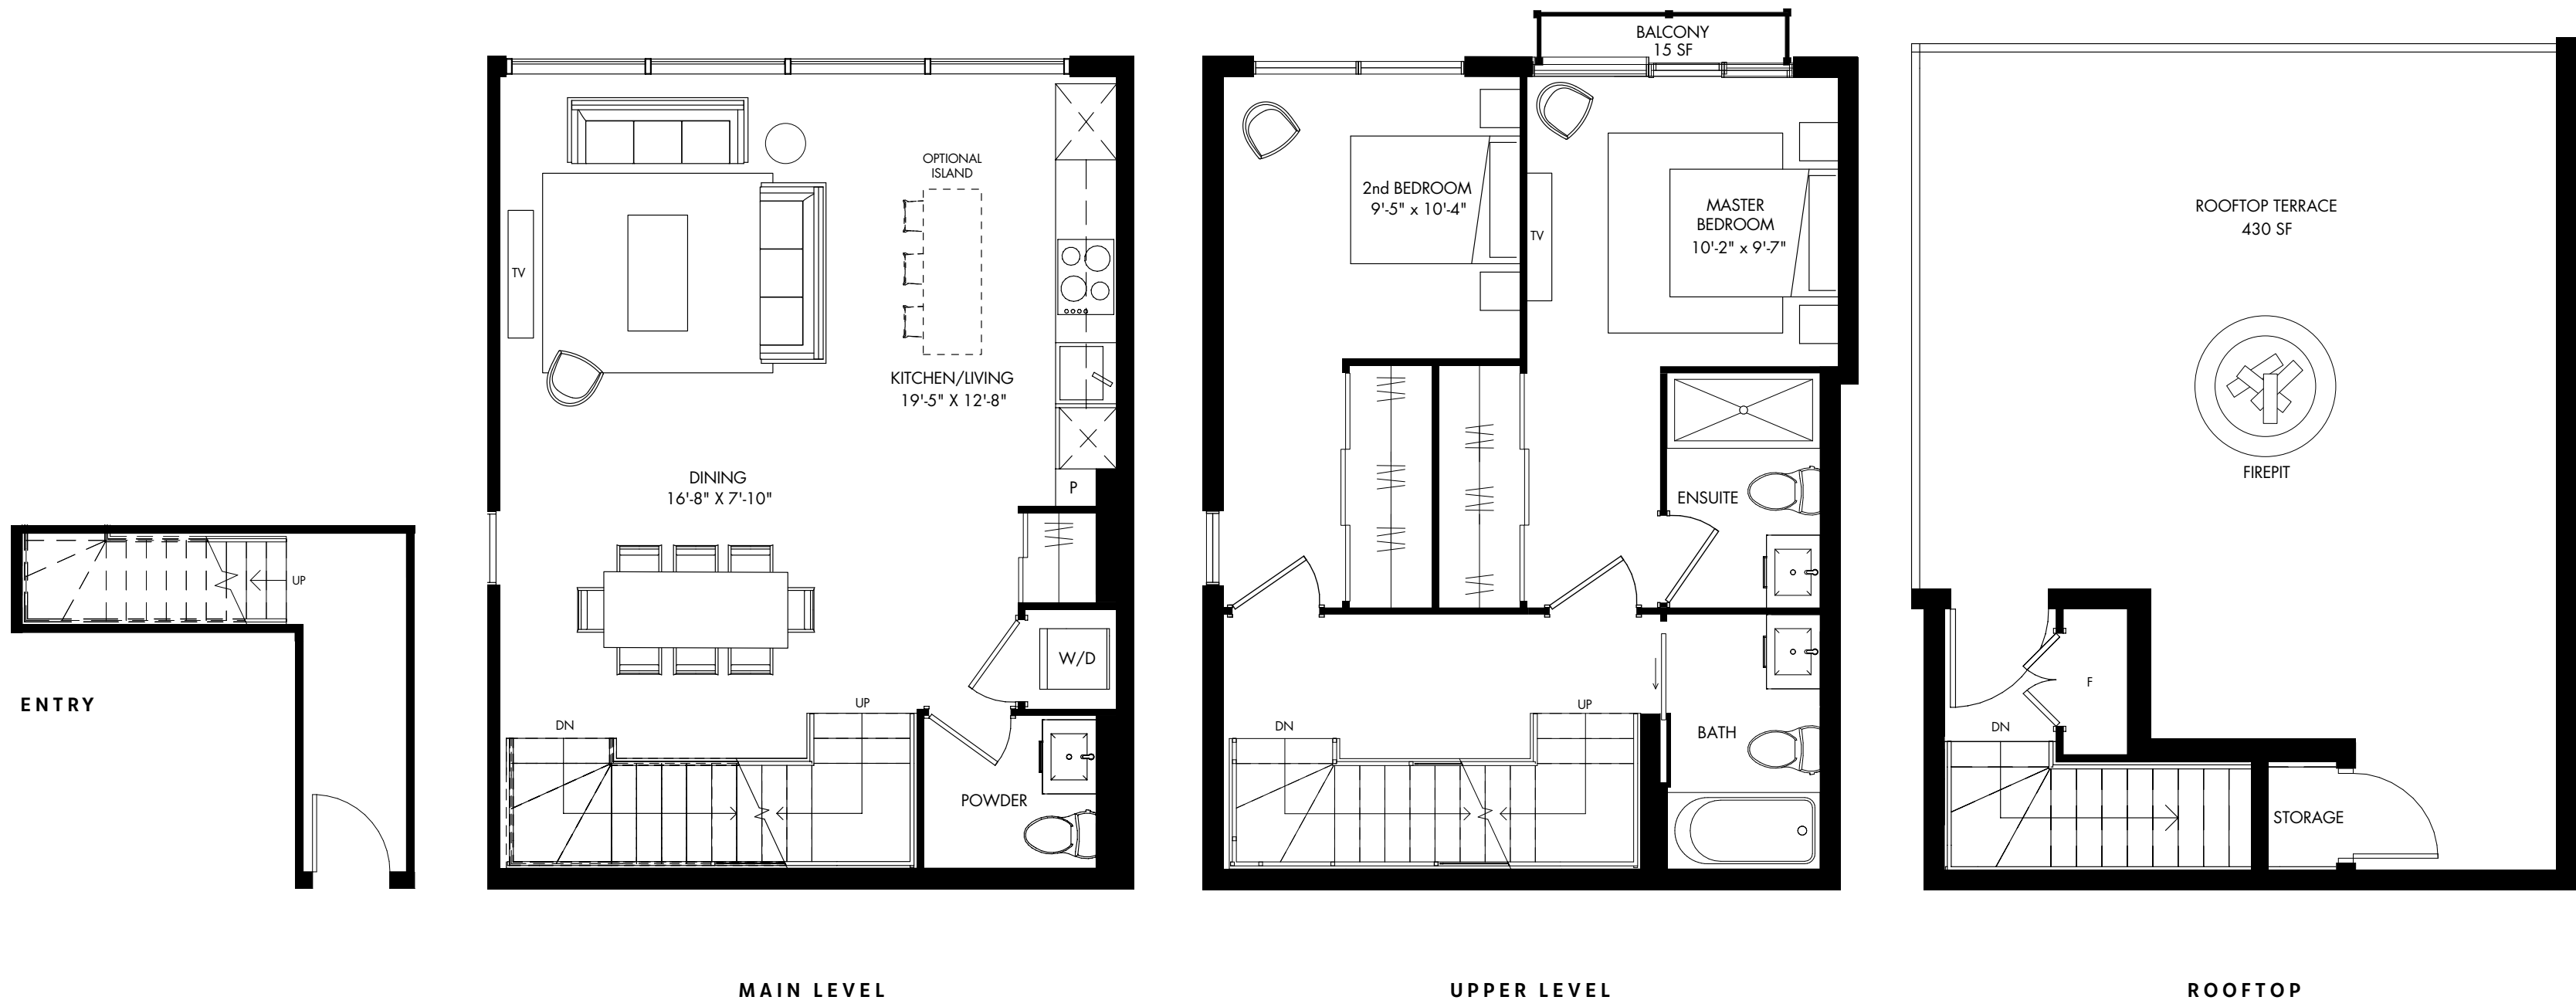 ENTRY
UP
MAIN LEVEL
OPTIONAL
ISLAND
TV
KITCHEN/LIVING
19'-5" X 12'-8"
DINING
16'-8" X 7'-10"
P
W/D
UP
DN
POWDER
UPPER LEVEL
BALCONY
15 SF
2nd BEDROOM
9'-5" x 10'-4"
MASTER
BEDROOM
10'-2" x 9'-7"
TV
ENSUITE
UP
DN
BATH
ROOFTOP
ROOFTOP TERRACE
430 SF
FIREPIT
F
DN
STORAGE